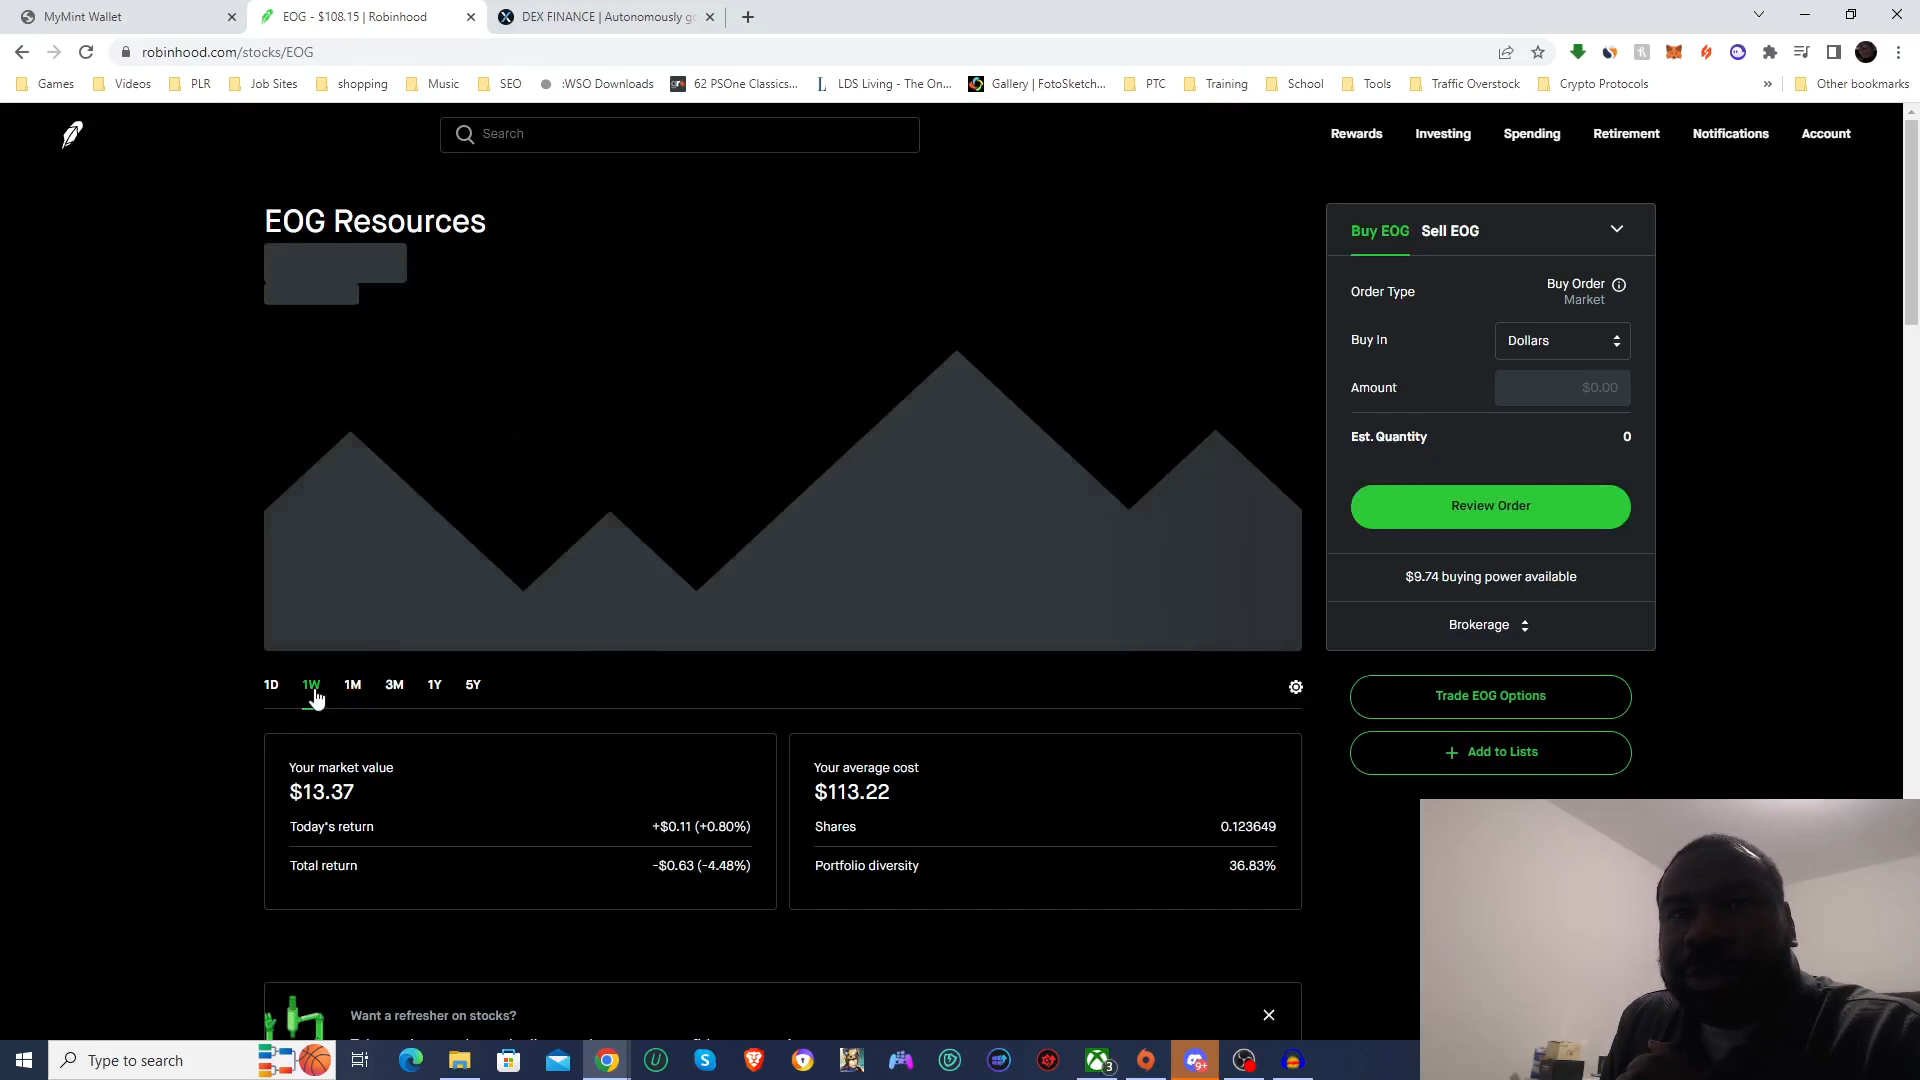 MyMint Wallet
EOG - $108.15 | Robinhood
DEX FINANCE | Autonomously go
robinhood.com/stocks/EOG
Games
Videos
PLR
Job Sites
shopping
Music
SEO
:WSO Downloads
62 PSOne Classics...
LDS Living - The On...
Gallery | FotoSketch...
PTC
Training
School
Tools
Traffic Overstock
Crypto Protocols
»
Other bookmarks
Search
Rewards
Investing
Spending
Retirement
Notifications
Account
EOG Resources
Buy EOG Sell EOG
Order Type
Buy Order
Market
Buy In
Dollars
Amount
$0.00
Est. Quantity
0
Review Order
$9.74 buying power available
Brokerage
1D 1W 1M 3M 1Y 5Y
Trade EOG Options
+ Add to Lists
Your market value
$13.37
Today's return
+$0.11 (+0.80%)
Total return
-$0.63 (-4.48%)
Your average cost
$113.22
Shares
0.123649
Portfolio diversity
36.83%
Want a refresher on stocks?
Type to search
3
9+